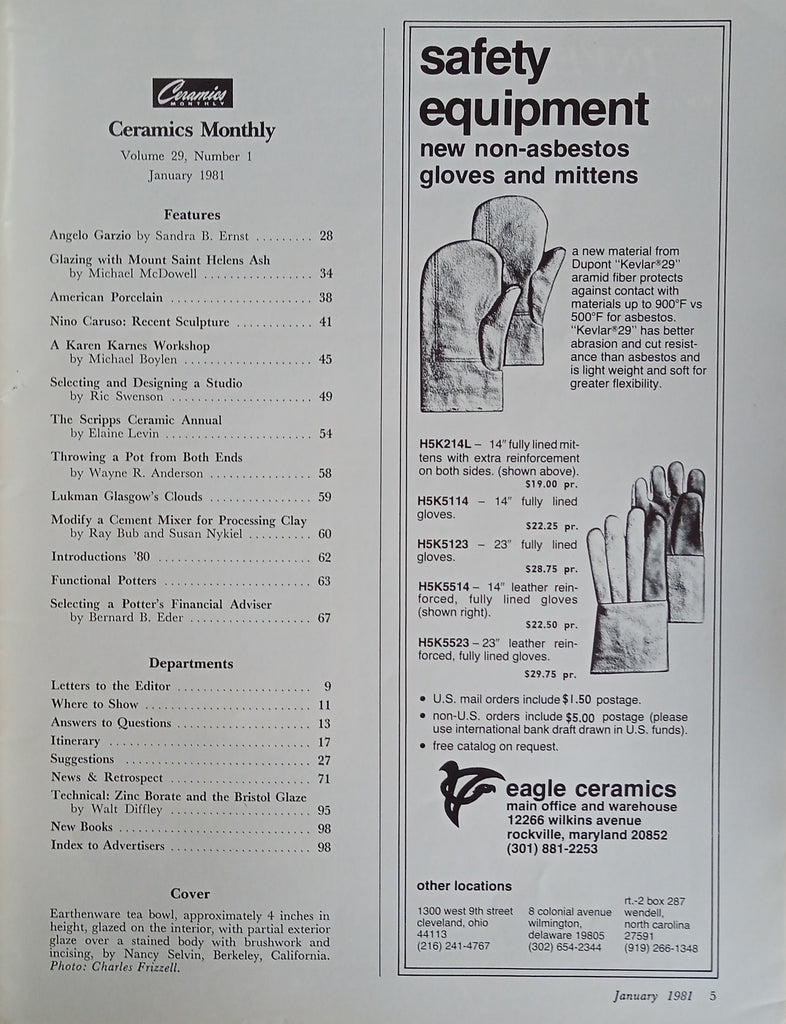 Ceramics
MONTHLY
Ceramics Monthly
Volume 29, Number 1
January 1981
Features
Angelo Garzio by Sandra B. Ernst ......... 28
Glazing with Mount Saint Helens Ash
by Michael McDowell ................. 34
American Porcelain ...................... 38
Nino Caruso: Recent Sculpture ............ 41
A Karen Karnes Workshop
by Michael Boylen .................... 45
Selecting and Designing a Studio
by Ric Swenson ...................... 49
The Scripps Ceramic Annual
by Elaine Levin ....................... 54
Throwing a Pot from Both Ends
by Wayne R. Anderson ................ 58
Lukman Glasgow's Clouds ................ 59
Modify a Cement Mixer for Processing Clay
by Ray Bub and Susan Nykiel .......... 60
Introductions '80 ........................ 62
Functional Potters ....................... 63
Selecting a Potter's Financial Adviser
by Bernard B. Eder ................... 67
Departments
Letters to the Editor ..................... 9
Where to Show .......................... 11
Answers to Questions ..................... 13
Itinerary ............................... 17
Suggestions ............................. 27
News & Retrospect ...................... 71
Technical: Zinc Borate and the Bristol Glaze
by Walt Diffley ....................... 95
New Books .............................. 98
Index to Advertisers ...................... 98
Cover
Earthenware tea bowl, approximately 4 inches in
height, glazed on the interior, with partial exterior
glaze over a stained body with brushwork and
incising, by Nancy Selvin, Berkeley, California.
Photo: Charles Frizzell.
safety
equipment
new non-asbestos
gloves and mittens
a new material from
Dupont "Kevlar®29"
aramid fiber protects
against contact with
materials up to 900°F vs
500°F for asbestos.
"Kevlar®29" has better
abrasion and cut resist-
ance than asbestos and
is light weight and soft for
greater flexibility.
H5K214L – 14" fully lined mit-
tens with extra reinforcement
on both sides. (shown above).
$19.00 pr.
H5K5114 – 14" fully lined
gloves.
$22.25 pr.
H5K5123 – 23" fully lined
gloves.
$28.75 pr.
H5K5514 – 14" leather rein-
forced, fully lined gloves
(shown right).
$22.50 pr.
H5K5523 – 23" leather rein-
forced, fully lined gloves.
$29.75 pr.
• U.S. mail orders include $1.50 postage.
• non-U.S. orders include $5.00 postage (please
use international bank draft drawn in U.S. funds).
• free catalog on request.
eagle ceramics
main office and warehouse
12266 wilkins avenue
rockville, maryland 20852
(301) 881-2253
other locations
1300 west 9th street
cleveland, ohio
44113
(216) 241-4767
8 colonial avenue
wilmington,
delaware 19805
(302) 654-2344
rt.-2 box 287
wendell,
north carolina
27591
(919) 266-1348
January 1981 5